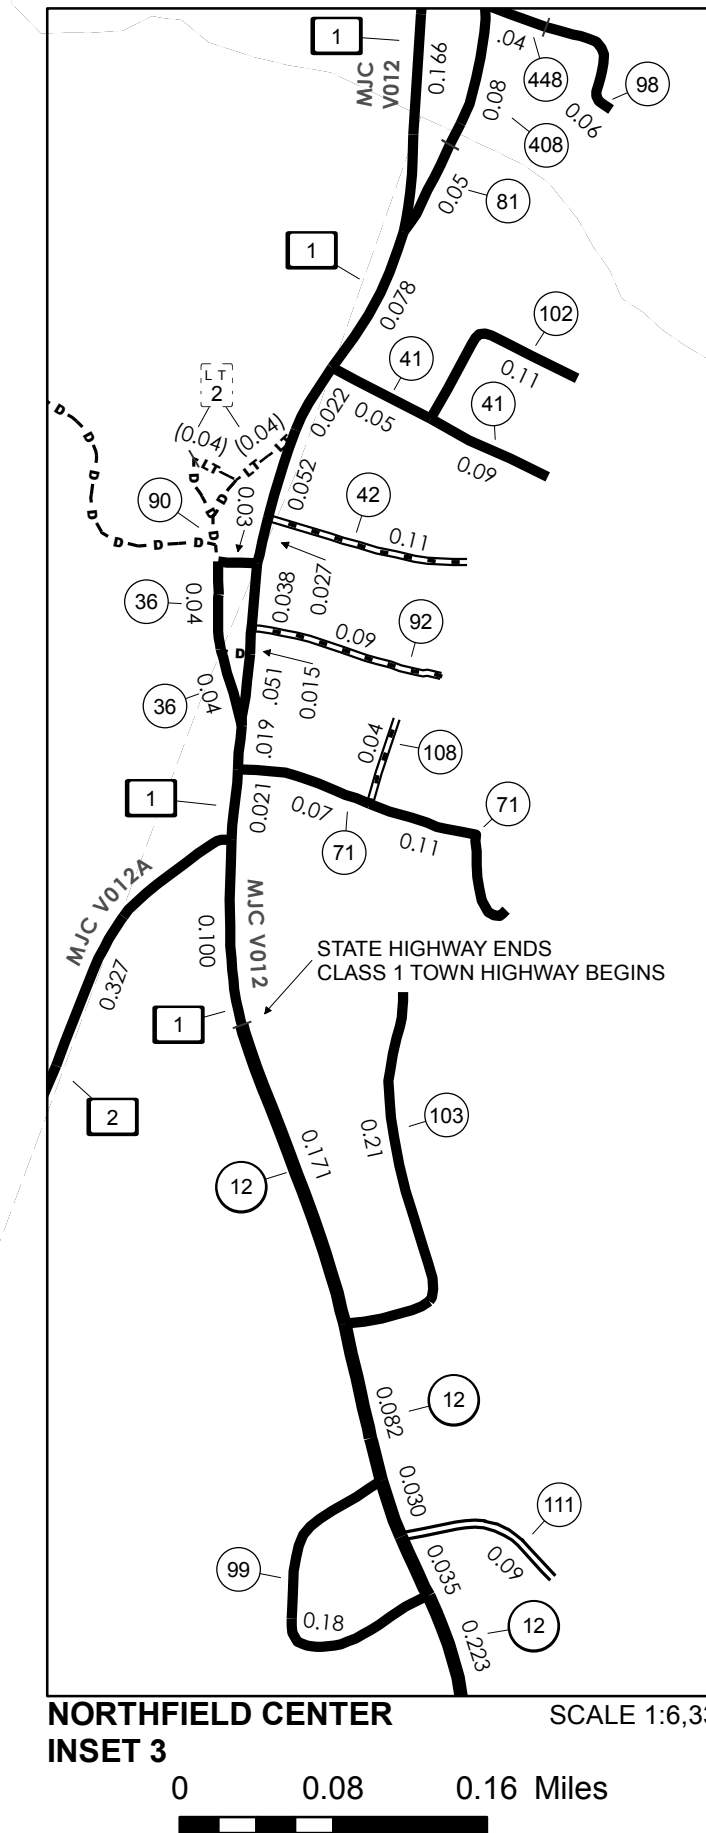 1
.04
0.166
MJC
V012
448
98
0.08
0.06
408
0.05
81
1
0.078
102
0.11
41
41
L T
2
0.022
0.05
(0.04)
(0.04)
D
D
D
D
D
D
D
D
D
D
LT
LT
LT
D
D
D
D
0.09
0.052
42
90
0.03
0.11
36
0.04
0.038
0.027
0.09
92
D
.051
0.015
36
0.04
.019
0.04
108
1
0.021
0.07
71
71
0.11
MJC V012A
MJC V012
0.100
STATE HIGHWAY ENDS
CLASS 1 TOWN HIGHWAY BEGINS
0.327
1
2
103
0.21
0.171
12
12
0.082
0.030
111
0.09
99
0.035
0.18
12
0.223
NORTHFIELD CENTER
INSET 3
SCALE 1:6,33
0 0.08 0.16 Miles